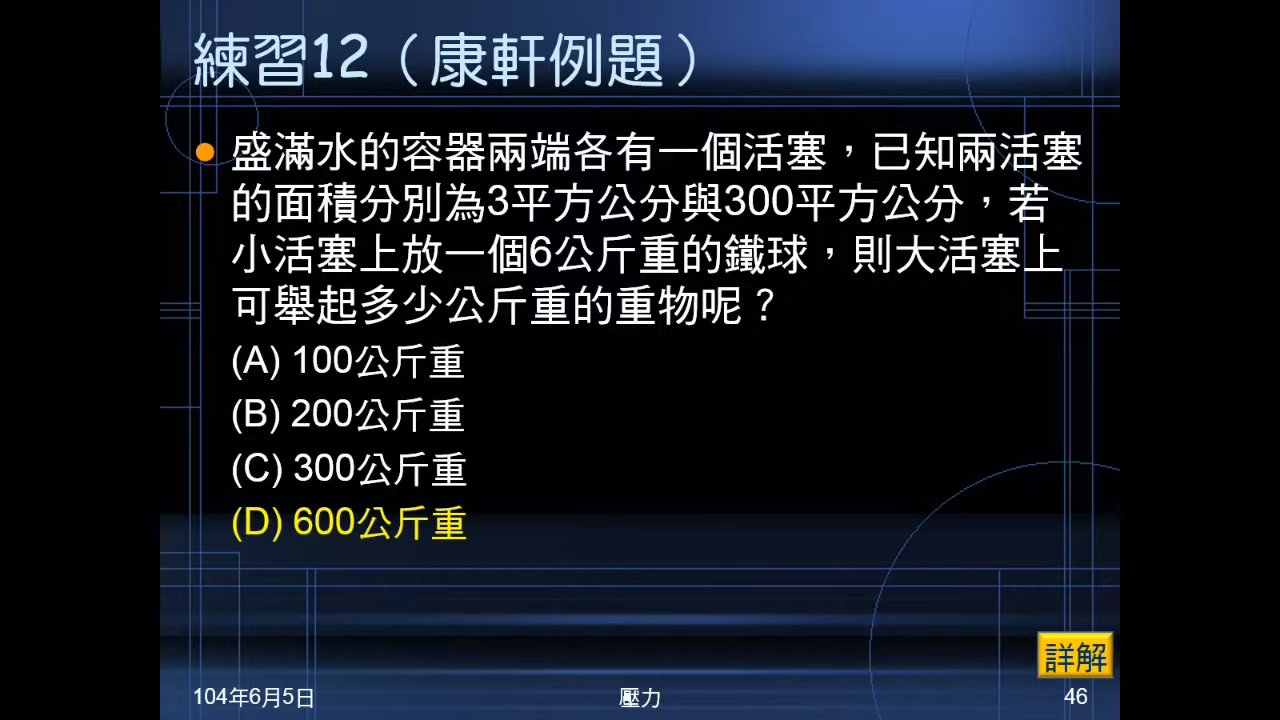 練習12（康軒例題）
盛滿水的容器兩端各有一個活塞，已知兩活塞
的面積分別為3平方公分與300平方公分，若
小活塞上放一個6公斤重的鐵球，則大活塞上
可舉起多少公斤重的重物呢？
(A) 100公斤重
(B) 200公斤重
(C) 300公斤重
(D) 600公斤重
詳解
104年6月5日
壓力
46